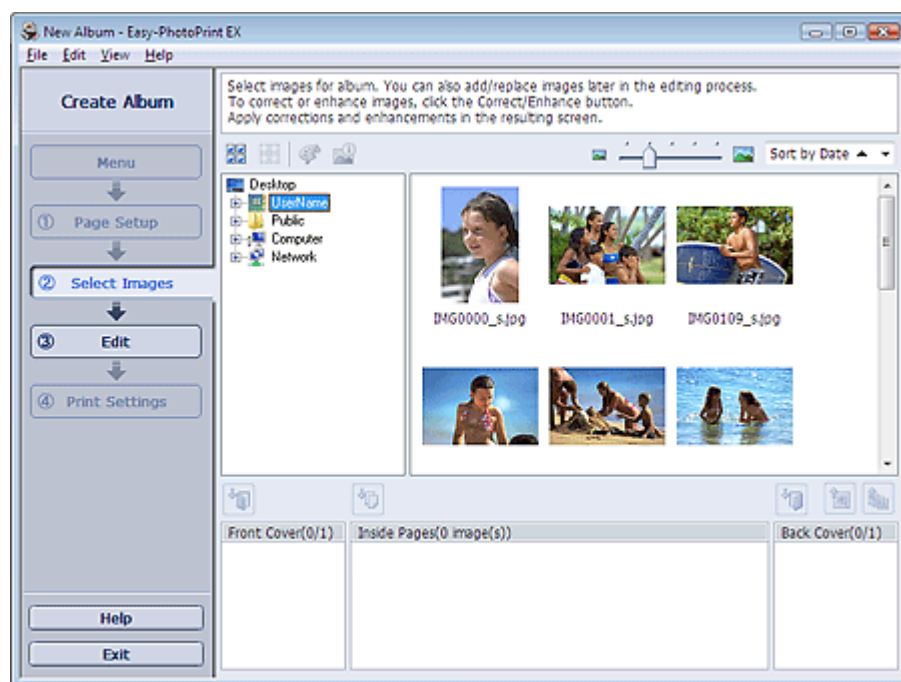 New Album - Easy-PhotoPrint EX
File Edit View Help
Create Album
Select images for album. You can also add/replace images later in the editing process.
To correct or enhance images, click the Correct/Enhance button.
Apply corrections and enhancements in the resulting screen.
Menu
① Page Setup
② Select Images
③ Edit
④ Print Settings
Sort by Date
Desktop
UserName
Public
Computer
Network
IMG0000_s.jpg IMG0001_s.jpg IMG0109_s.jpg
Front Cover(0/1) Inside Pages(0 image(s)) Back Cover(0/1)
Help
Exit